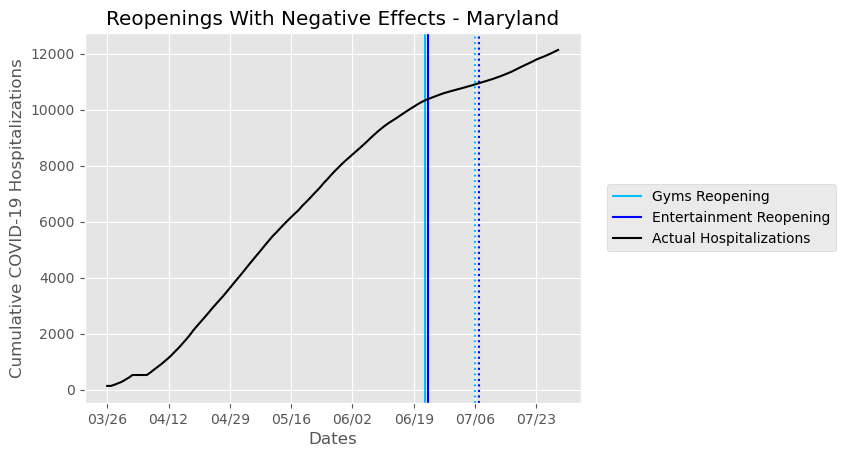 Reopenings With Negative Effects - Maryland
Cumulative COVID-19 Hospitalizations
12000
10000
8000
6000
4000
2000
0
03/26 04/12 04/29 05/16 06/02 06/19 07/06 07/23
Dates
Gyms Reopening
Entertainment Reopening
Actual Hospitalizations